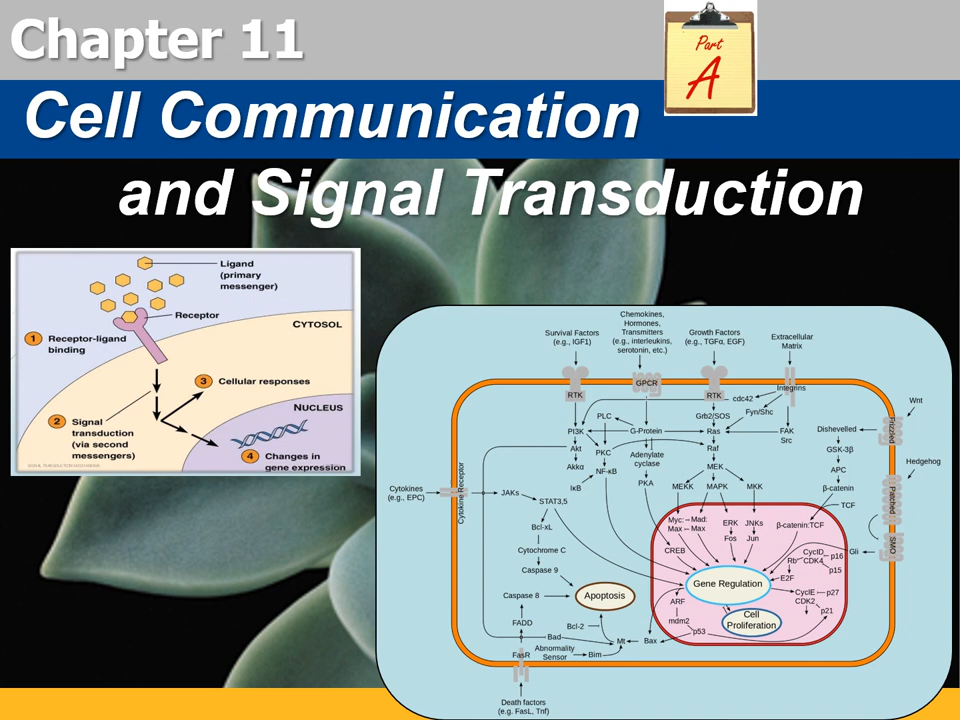 Chapter 11
Part
A
Cell Communication
and Signal Transduction
Ligand
(primary
messenger)
Receptor
CYTOSOL
1 Receptor-ligand
binding
3 Cellular responses
NUCLEUS
2 Signal
transduction
(via second
messengers)
4 Changes in
gene expression
Survival Factors
(e.g., IGF1)
Chemokines,
Hormones,
Transmitters
(e.g., interleukins,
serotonin, etc.)
Growth Factors
(e.g., TGFα, EGF)
Extracellular
Matrix
RTK
GPCR
RTK
Integrins
cdc42
Wnt
PLC
Grb2/SOS
Fyn/Shc
Frizzled
PI3K
G-Protein
Ras
FAK
Src
Dishevelled
Akt
PKC
Adenylate
cyclase
Raf
GSK-3β
Akkα
NF-κB
MEK
APC
Hedgehog
IκB
PKA
MEKK
MAPK
MKK
β-catenin
TCF
Patched
Cytokines
(e.g., EPC)
Cytokine Receptor
JAKs
STAT3,5
Myc:
Max
Mad:
Max
ERK
JNKs
β-catenin:TCF
Bcl-xL
Fos
Jun
SMO
Cytochrome C
CREB
CycID
CDK4
p16
Gli
Rb
p15
Caspase 9
E2F
Gene Regulation
Caspase 8
Apoptosis
ARF
CyclE
CDK2
p27
p21
Cell
Proliferation
FADD
Bcl-2
mdm2
p53
Bad
Mt
Bax
FasR
Abnormality
Sensor
Bim
Death factors
(e.g. FasL, Tnf)